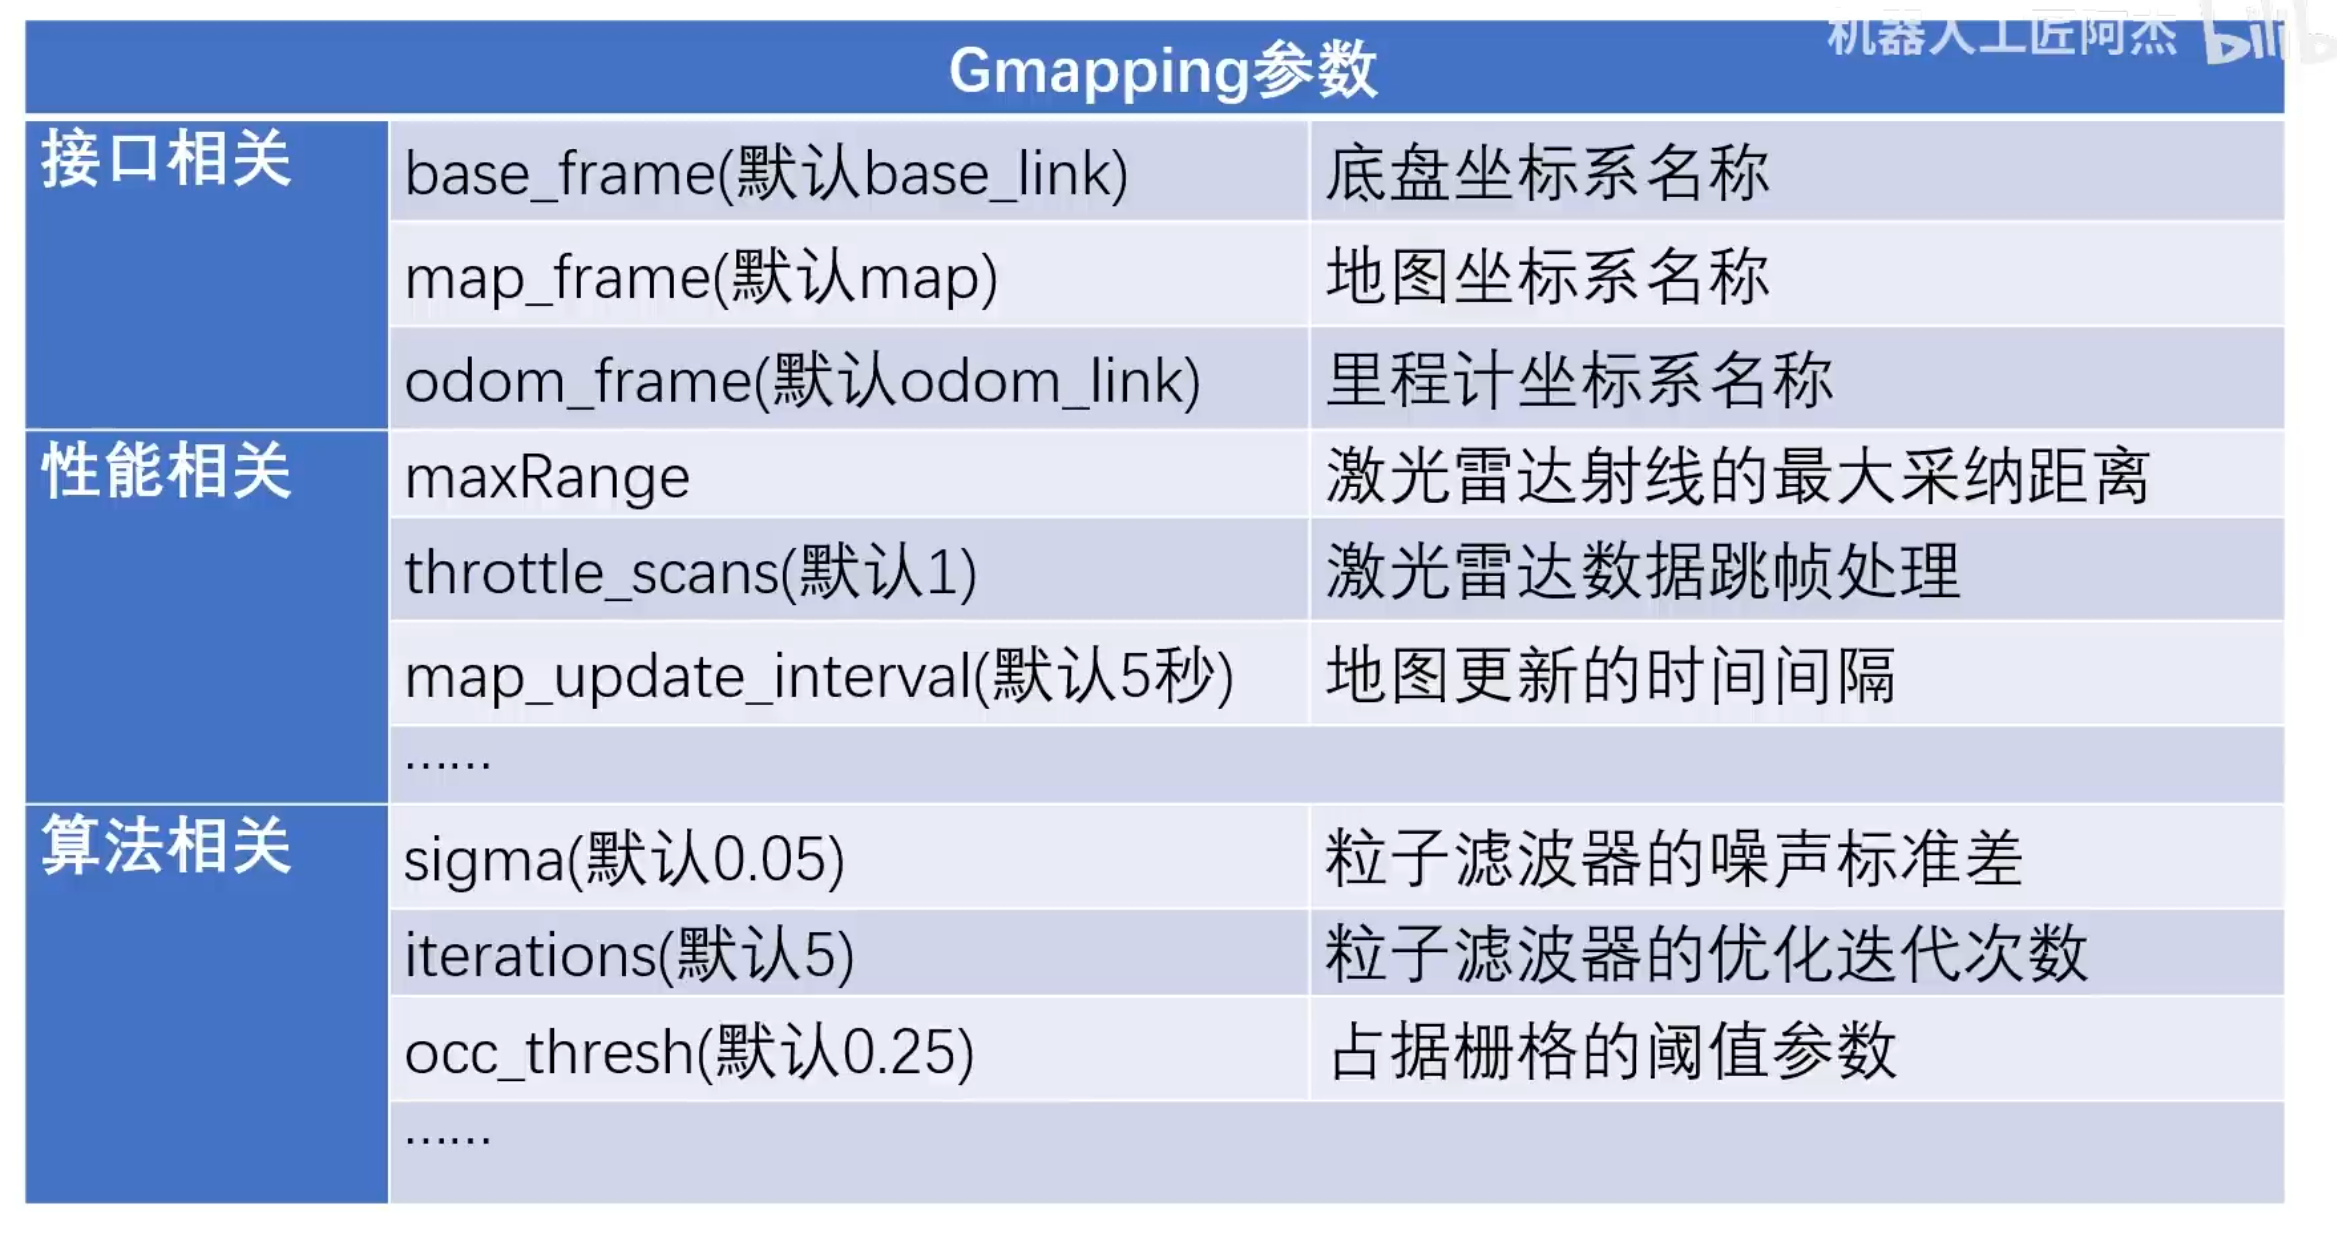 机器人工匠阿杰 bilib
Gmapping参数
接口相关
base_frame(默认base_link)
底盘坐标系名称
map_frame(默认map)
地图坐标系名称
odom_frame(默认odom_link)
里程计坐标系名称
性能相关
maxRange
激光雷达射线的最大采纳距离
throttle_scans(默认1)
激光雷达数据跳帧处理
map_update_interval(默认5秒)
地图更新的时间间隔
……
算法相关
sigma(默认0.05)
粒子滤波器的噪声标准差
iterations(默认5)
粒子滤波器的优化迭代次数
occ_thresh(默认0.25)
占据栅格的阈值参数
……